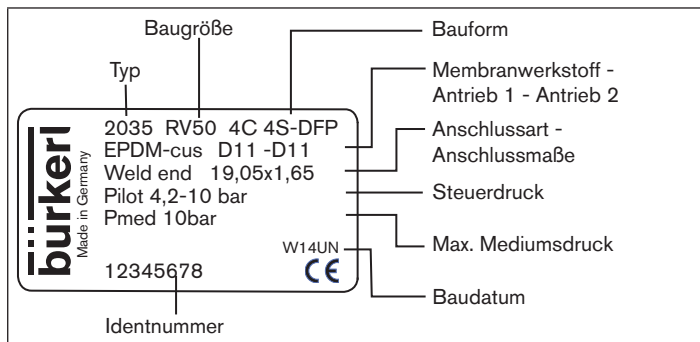 Baugröße
Bauform
Typ
Membranwerkstoff -
Antrieb 1 - Antrieb 2
2035 RV50 4C 4S-DFP
EPDM-cus D11 -D11
Anschlussart -
Anschlussmaße
Weld end 19,05x1,65
Pilot 4,2-10 bar
Steuerdruck
Pmed 10bar
Max. Mediumsdruck
W14UN
12345678
CE
Baudatum
Identnummer
bürkert
Made in Germany